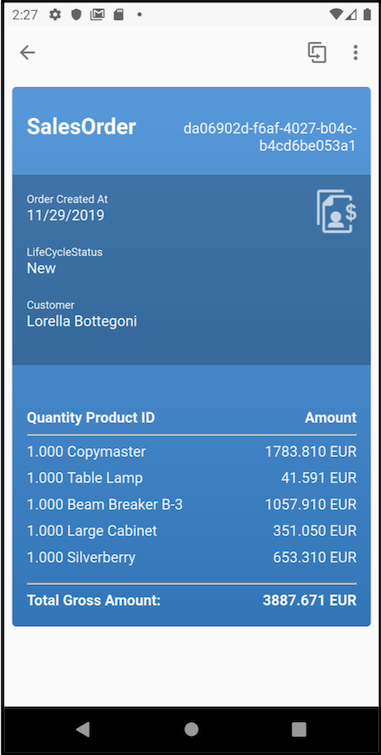 2:27
SalesOrder
da06902d-f6af-4027-b04c-
b4cd6be053a1
Order Created At
11/29/2019
$
LifeCycleStatus
New
Customer
Lorella Bottegoni
Quantity Product ID Amount
1.000 Copymaster 1783.810 EUR
1.000 Table Lamp 41.591 EUR
1.000 Beam Breaker B-3 1057.910 EUR
1.000 Large Cabinet 351.050 EUR
1.000 Silverberry 653.310 EUR
Total Gross Amount: 3887.671 EUR